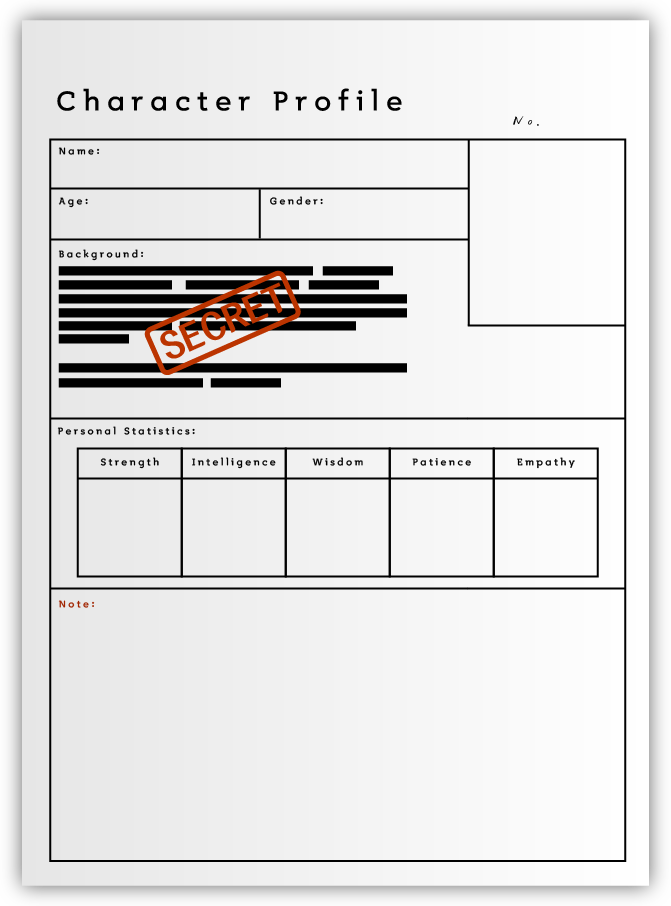 Character Profile
No.
Name:
Age: Gender:
Background:
SECRET
Personal Statistics:
Strength Intelligence Wisdom Patience Empathy
Note: